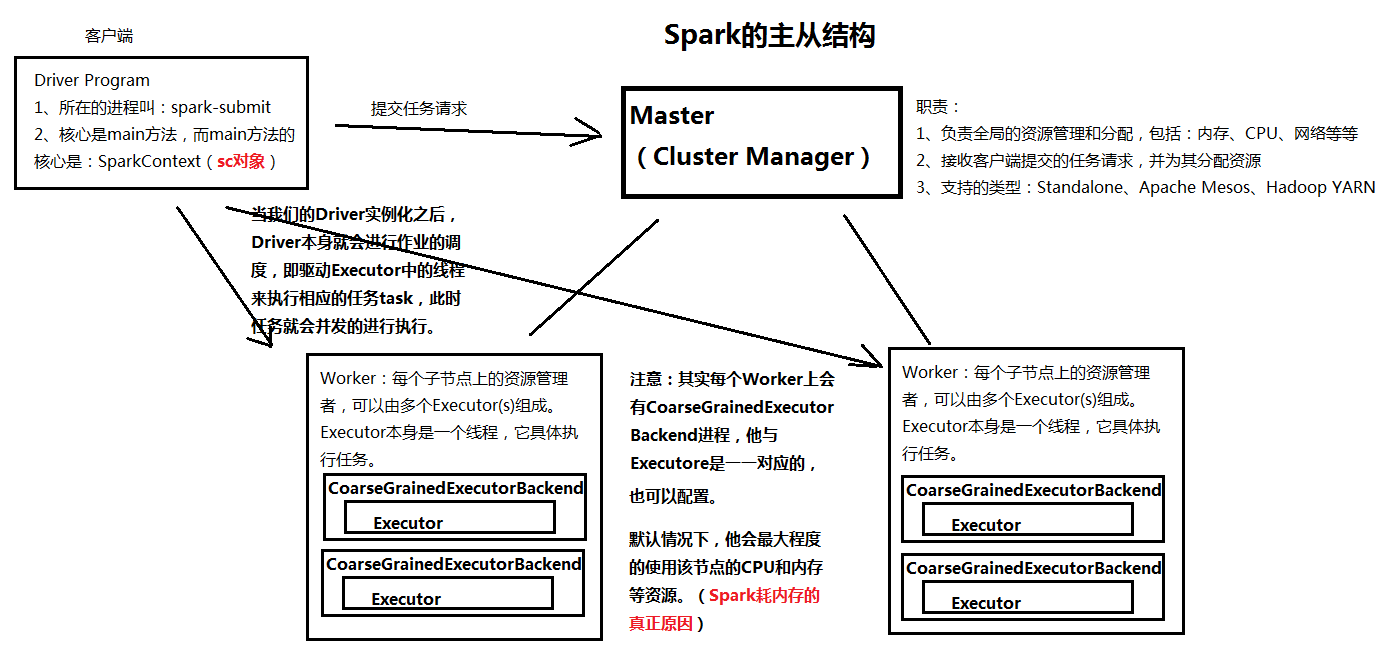 Spark的主从结构
客户端
Driver Program
1、所在的进程叫：spark-submit
2、核心是main方法，而main方法的
核心是：SparkContext（sc对象）
提交任务请求
Master
（Cluster Manager）
职责：
1、负责全局的资源管理和分配，包括：内存、CPU、网络等等
2、接收客户端提交的任务请求，并为其分配资源
3、支持的类型：Standalone、Apache Mesos、Hadoop YARN
当我们的Driver实例化之后，
Driver本身就会进行作业的调
度，即驱动Executor中的线程
来执行相应的任务task，此时
任务就会并发的进行执行。
Worker：每个子节点上的资源管理
者，可以由多个Executor(s)组成。
Executor本身是一个线程，它具体执
行任务。
CoarseGrainedExecutorBackend
Executor
CoarseGrainedExecutorBackend
Executor
注意：其实每个Worker上会
有CoarseGrainedExecutor
Backend进程，他与
Executore是一一对应的，
也可以配置。
默认情况下，他会最大程度
的使用该节点的CPU和内存
等资源。（Spark耗内存的
真正原因）
Worker：每个子节点上的资源管理
者，可以由多个Executor(s)组成。
Executor本身是一个线程，它具体执
行任务。
CoarseGrainedExecutorBackend
Executor
CoarseGrainedExecutorBackend
Executor